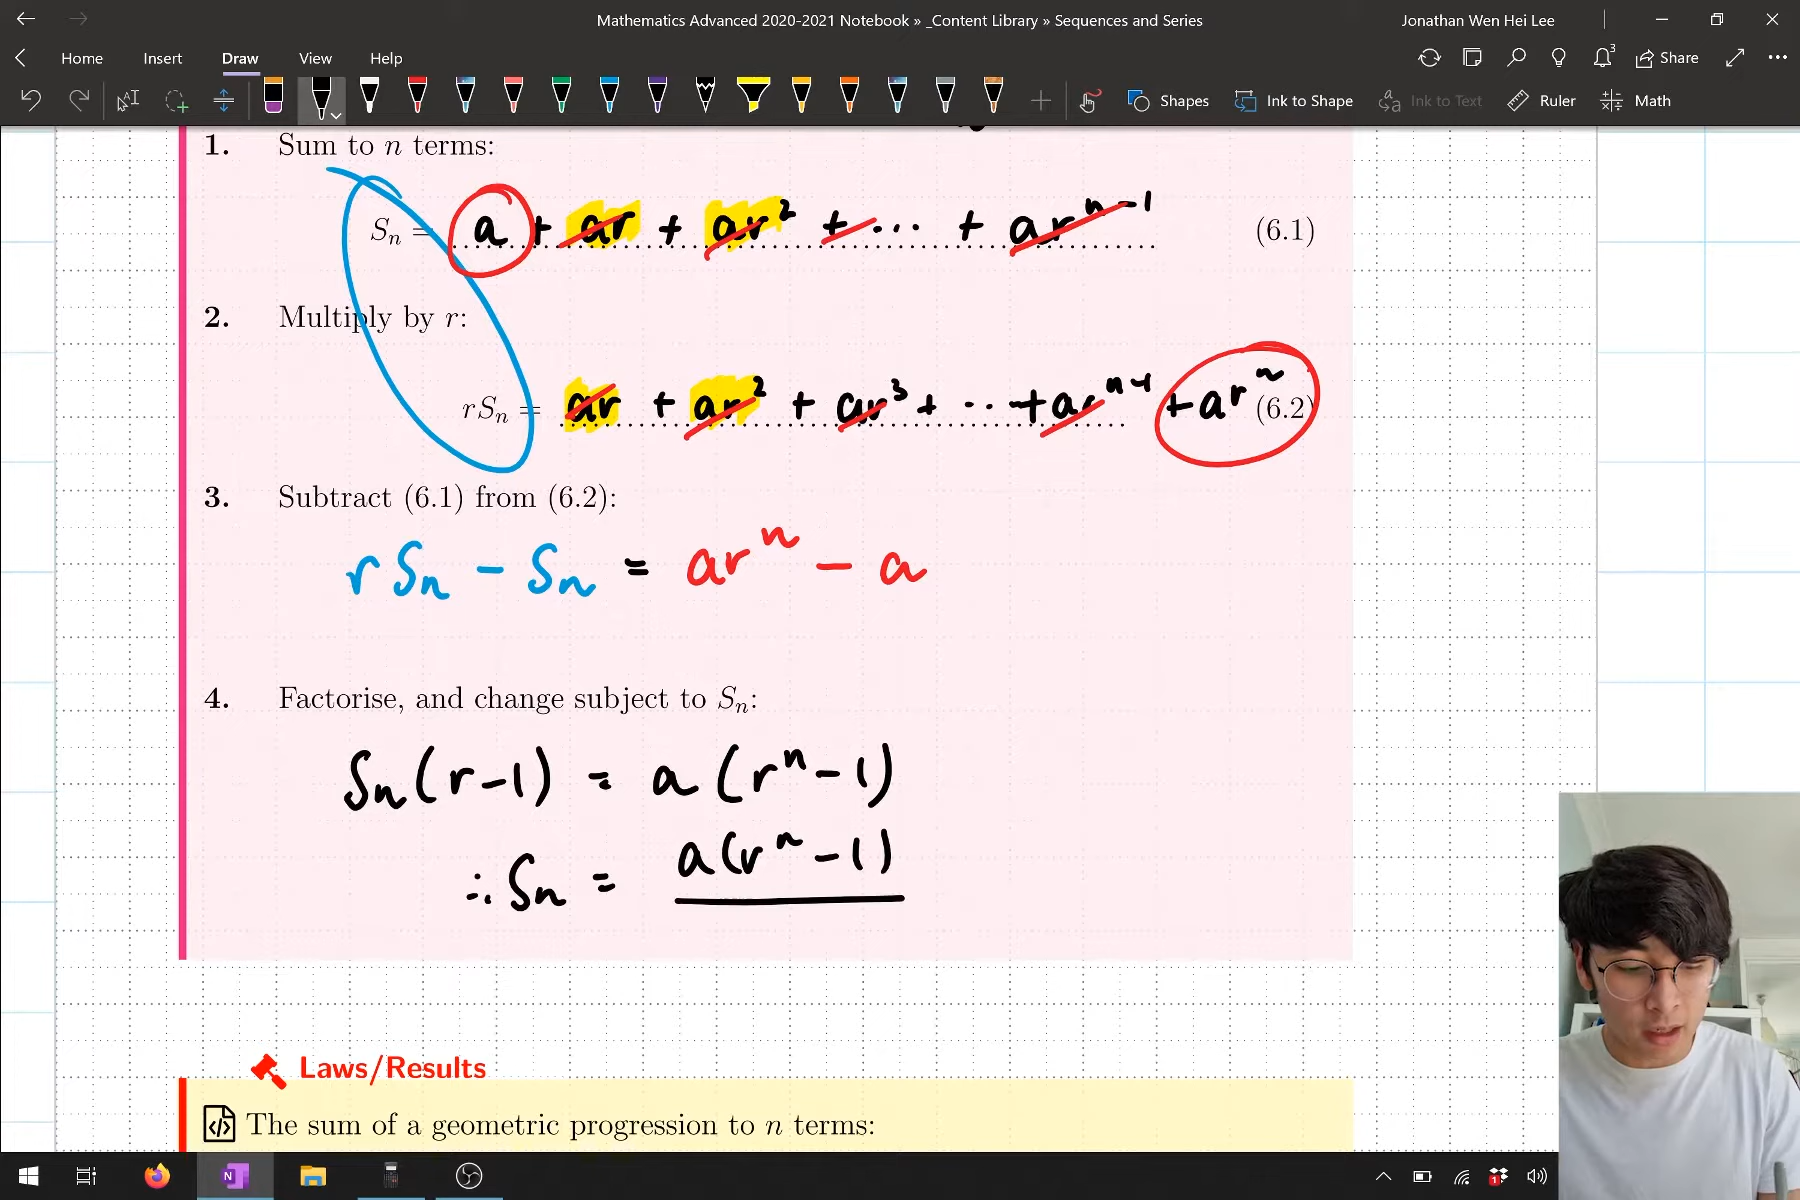 Mathematics Advanced 2020-2021 Notebook » _Content Library » Sequences and Series
Jonathan Wen Hei Lee
Home Insert Draw View Help
3
Share
Shapes
Ink to Shape
Ink to Text
Ruler
Math
1. Sum to n terms:
Sₙ = a + ar + ar² + ... + arⁿ⁻¹ (6.1)
2. Multiply by r:
rSₙ = ar + ar² + ar³ + ... + arⁿ⁻¹ + arⁿ (6.2)
3. Subtract (6.1) from (6.2):
rSₙ - Sₙ = arⁿ - a
4. Factorise, and change subject to Sₙ:
Sₙ(r-1) = a(rⁿ-1)
∴ Sₙ = a(rⁿ-1)
Laws/Results
</> The sum of a geometric progression to n terms:
N
1